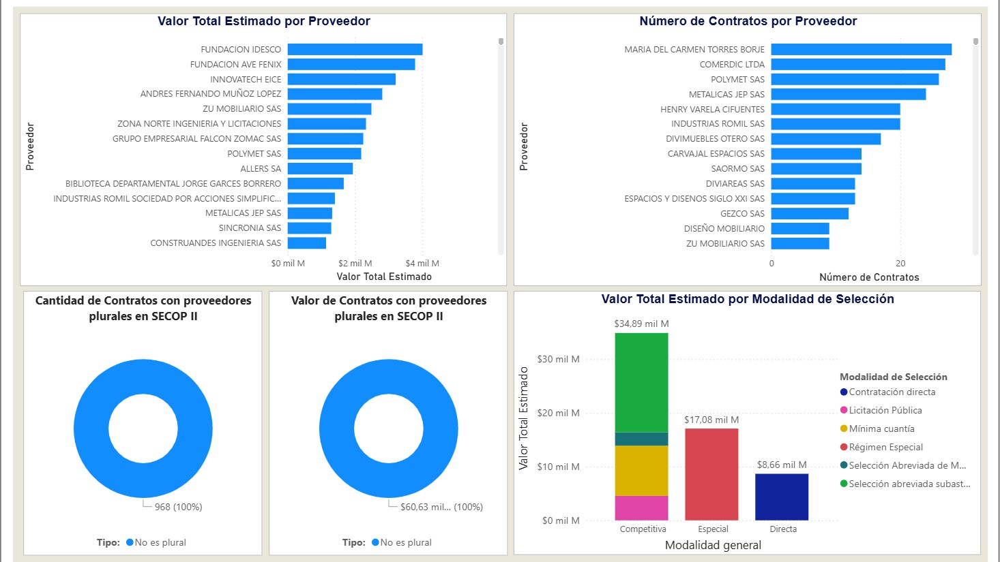 Valor Total Estimado por Proveedor
Proveedor
FUNDACION IDESCO
FUNDACION AVE FENIX
INNOVATECH EICE
ANDRES FERNANDO MUÑOZ LOPEZ
ZU MOBILIARIO SAS
ZONA NORTE INGENIERIA Y LICITACIONES
GRUPO EMPRESARIAL FALCON ZOMAC SAS
POLYMET SAS
ALLERS SA
BIBLIOTECA DEPARTAMENTAL JORGE GARCES BORRERO
INDUSTRIAS ROMIL SOCIEDAD POR ACCIONES SIMPLIFIC...
METALICAS JEP SAS
SINCRONIA SAS
CONSTRUANDES INGENIERIA SAS
$0 mil M $2 mil M $4 mil M
Valor Total Estimado
Número de Contratos por Proveedor
Proveedor
MARIA DEL CARMEN TORRES BORJE
COMERDIC LTDA
POLYMET SAS
METALICAS JEP SAS
HENRY VARELA CIFUENTES
INDUSTRIAS ROMIL SAS
DIVIMUEBLES OTERO SAS
CARVAJAL ESPACIOS SAS
SAORMO SAS
DIVIAREAS SAS
ESPACIOS Y DISENOS SIGLO XXI SAS
GEZCO SAS
DISEÑO MOBILIARIO
ZU MOBILIARIO SAS
0 20
Número de Contratos
Cantidad de Contratos con proveedores
plurales en SECOP II
968 (100%)
Tipo: No es plural
Valor de Contratos con proveedores
plurales en SECOP II
$60,63 mil... (100%)
Tipo: No es plural
Valor Total Estimado por Modalidad de Selección
Valor Total Estimado
$30 mil M
$20 mil M
$10 mil M
$0 mil M
$34,89 mil M
$17,08 mil M
$8,66 mil M
Competitiva Especial Directa
Modalidad general
Modalidad de Selección
Contratación directa
Licitación Pública
Mínima cuantía
Régimen Especial
Selección Abreviada de M...
Selección abreviada subast...